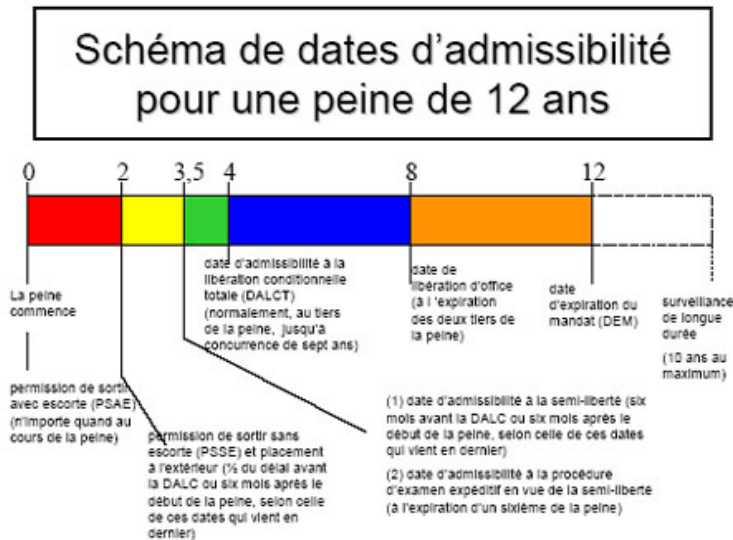 Schéma de dates d'admissibilité
pour une peine de 12 ans
0 2 3,5 4 8 12
La peine
commence
permission de sortir
avec escorte (PSAE)
(n'importe quand au
cours de la peine)
permission de sortir sans
escorte (PSSE) et placement
à l'extérieur (½ du délai avant
la DALC ou six mois après le
début de la peine, selon celle
de ces dates qui vient en
dernier)
date d'admissibilité à la
libération conditionnelle
totale (DALCT)
(normalement, au tiers
de la peine, jusqu'à
concurrence de sept ans)
date de
libération d'office
(à l'expiration
des deux tiers de
la peine)
date
d'expiration du
mandat (DEM)
surveillance
de longue
durée
(10 ans au
maximum)
(1) date d'admissibilité à la semi-liberté (six
mois avant la DALC ou six mois après le
début de la peine, selon celle de ces dates
qui vient en dernier)
(2) date d'admissibilité à la procédure
d'examen expéditif en vue de la semi-liberté
(à l'expiration d'un sixième de la peine)